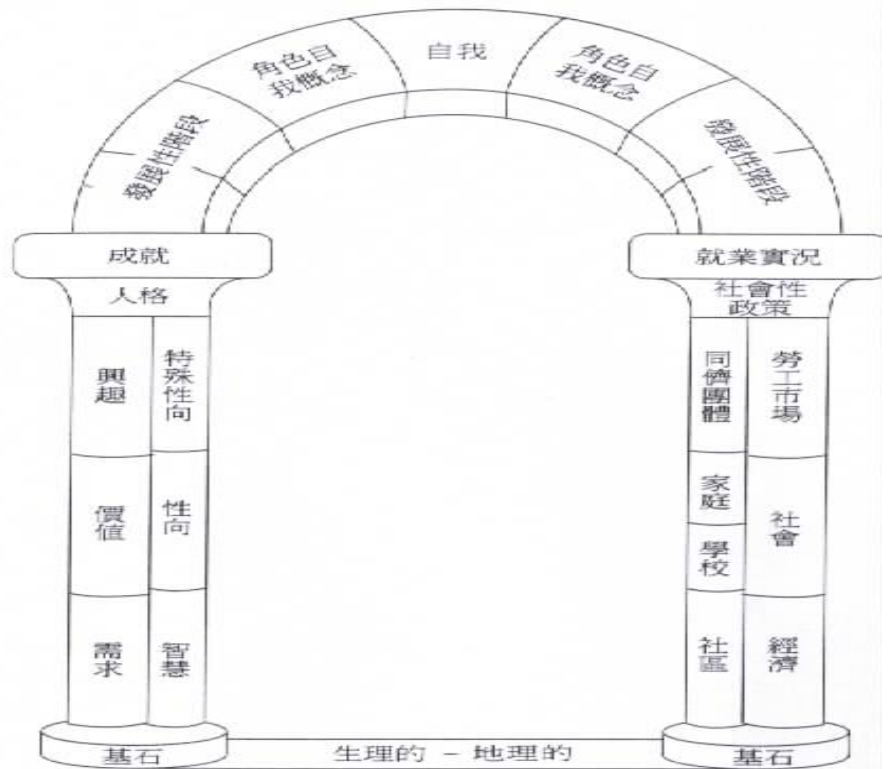 自我
角色自
我概念
角色自
我概念
發展性階段
發展性階段
成就
就業實況
人格
社會性
政策
興趣
特殊性向
同儕團體
勞工市場
價值
性向
家庭
社會
學校
需求
智慧
社區
經濟
基石
生理的 - 地理的
基石